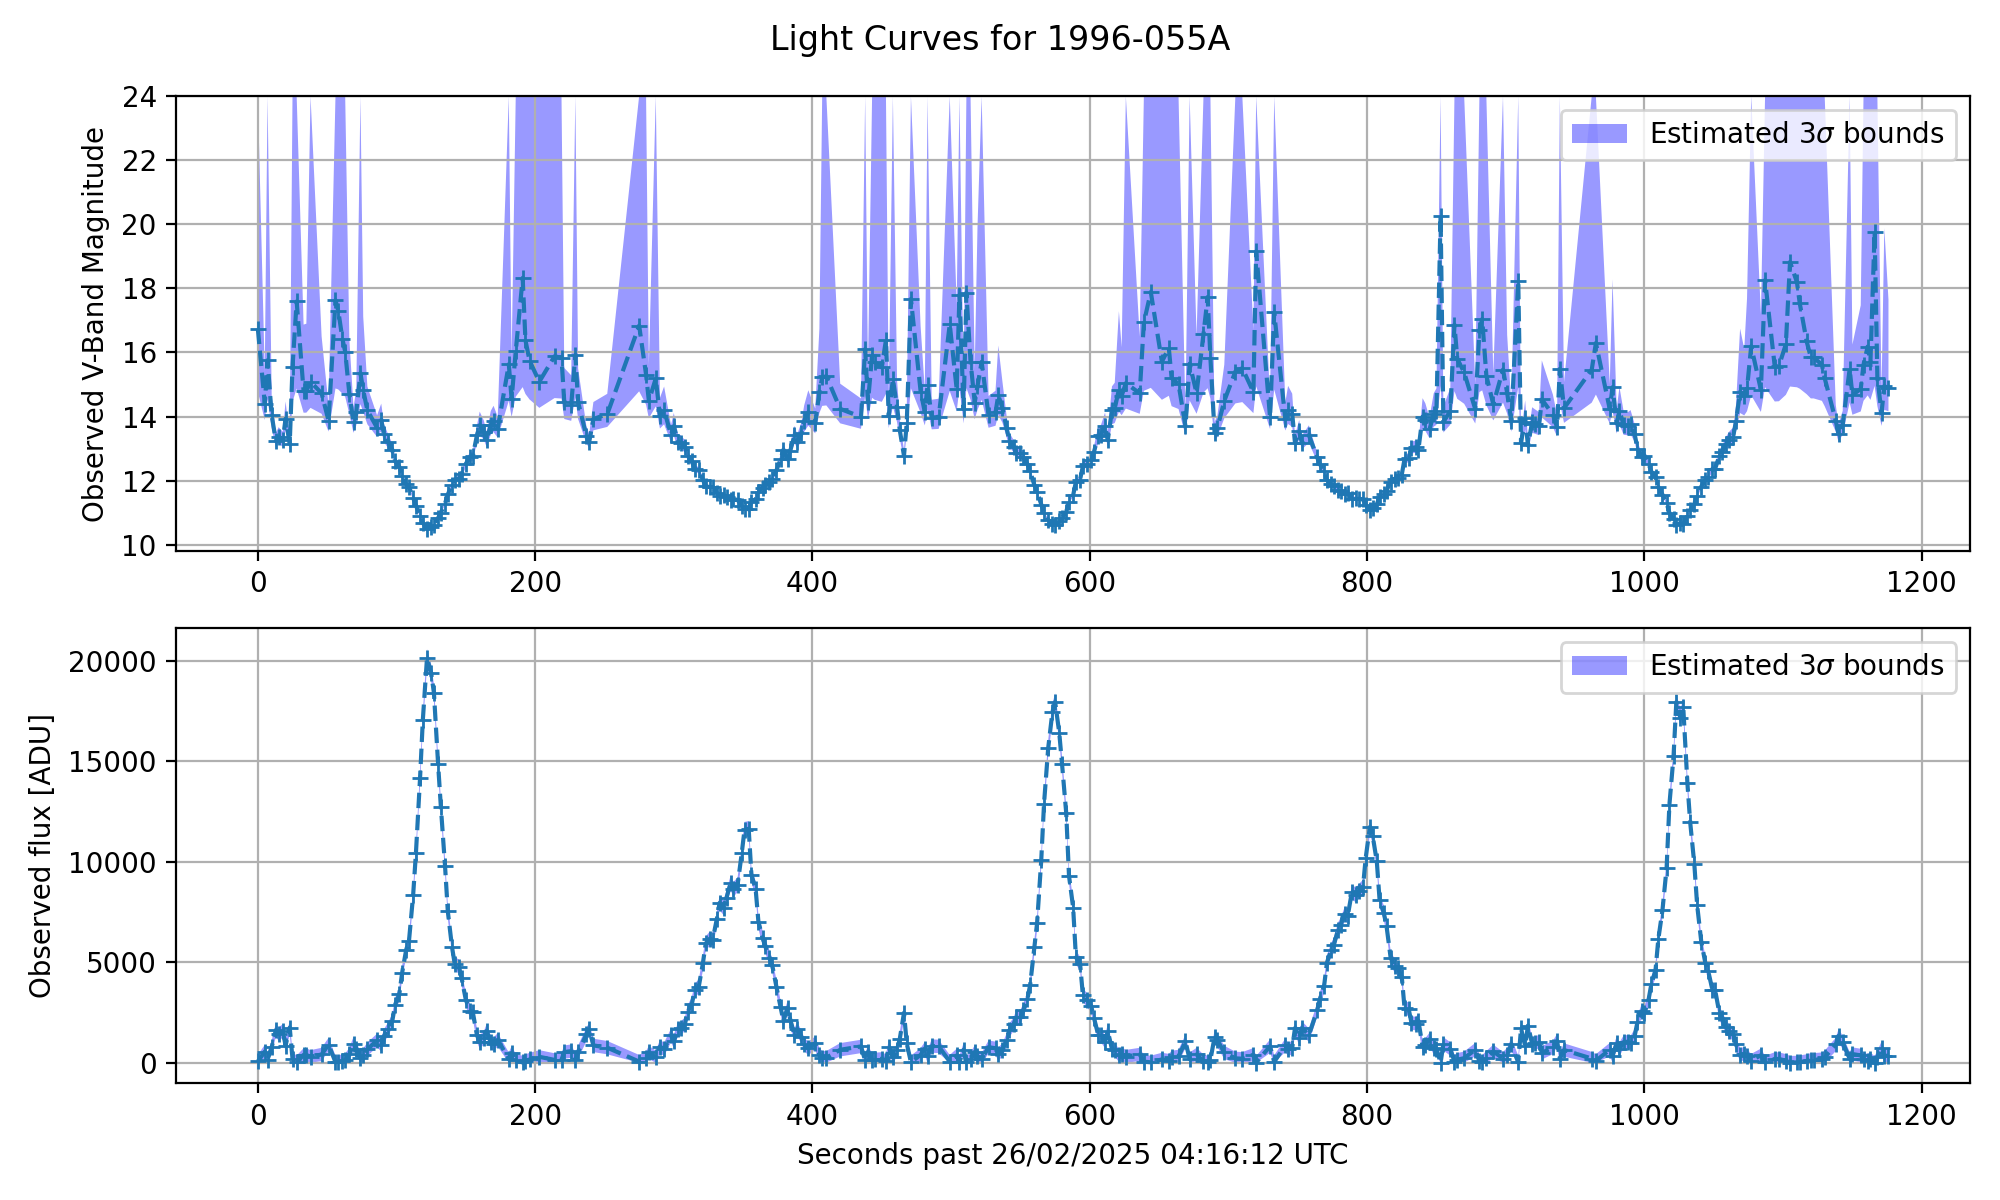 Light Curves for 1996-055A
Observed V-Band Magnitude
24
22
20
18
16
14
12
10
Estimated 3σ bounds
0 200 400 600 800 1000 1200
Observed flux [ADU]
20000
15000
10000
5000
0
Estimated 3σ bounds
0 200 400 600 800 1000 1200
Seconds past 26/02/2025 04:16:12 UTC